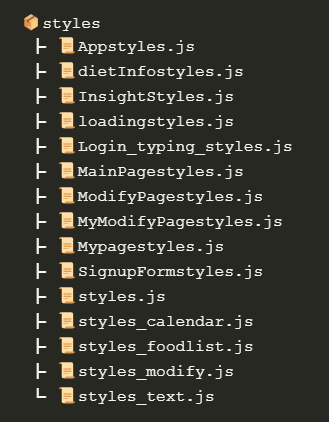 styles
┣ Appstyles.js
┣ dietInfostyles.js
┣ InsightStyles.js
┣ loadingstyles.js
┣ Login_typing_styles.js
┣ MainPagestyles.js
┣ ModifyPagestyles.js
┣ MyModifyPagestyles.js
┣ Mypagestyles.js
┣ SignupFormstyles.js
┣ styles.js
┣ styles_calendar.js
┣ styles_foodlist.js
┣ styles_modify.js
┗ styles_text.js